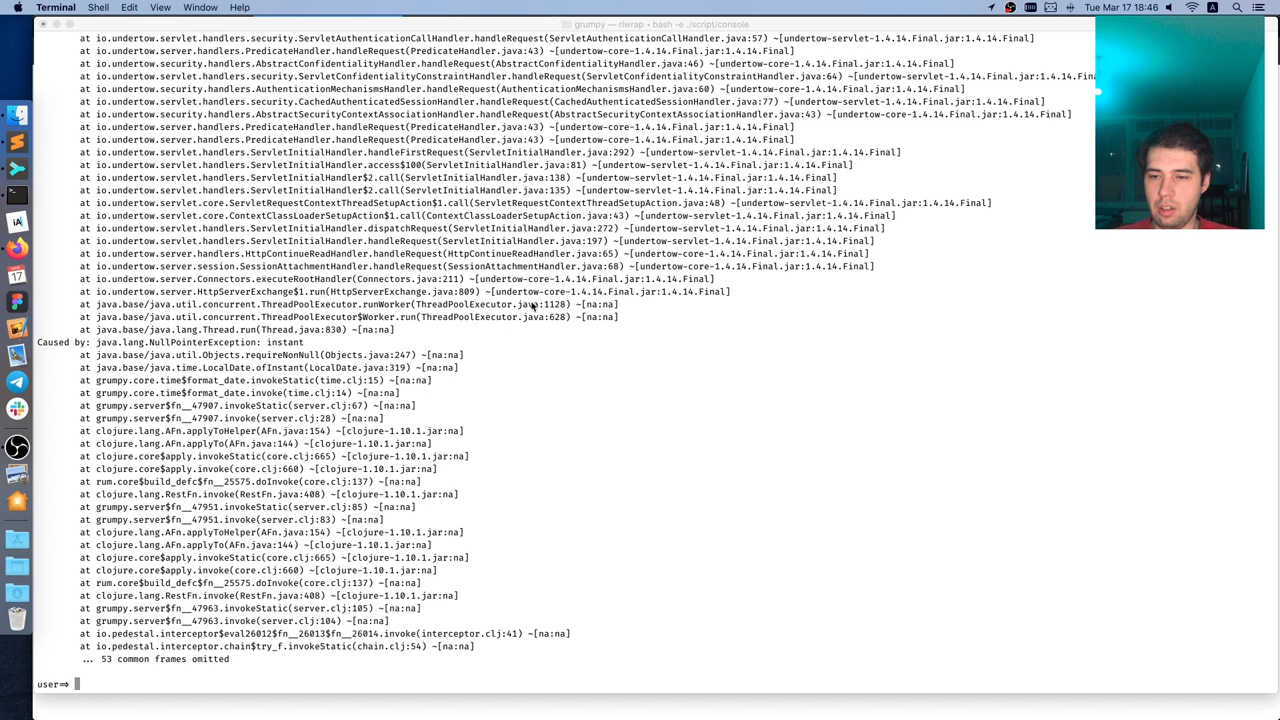 Terminal Shell Edit View Window Help Tue Mar 17 18:46
grumpy — rlwrap • bash -e ./script/console
at io.undertow.servlet.handlers.security.ServletAuthenticationCallHandler.handleRequest(ServletAuthenticationCallHandler.java:57) ~[undertow-servlet-1.4.14.Final.jar:1.4.14.Final]
at io.undertow.server.handlers.PredicateHandler.handleRequest(PredicateHandler.java:43) ~[undertow-core-1.4.14.Final.jar:1.4.14.Final]
at io.undertow.security.handlers.AbstractConfidentialityHandler.handleRequest(AbstractConfidentialityHandler.java:46) ~[undertow-core-1.4.14.Final.jar:1.4.14.Final]
at io.undertow.servlet.handlers.security.ServletConfidentialityConstraintHandler.handleRequest(ServletConfidentialityConstraintHandler.java:64) ~[undertow-servlet-1.4.14.Final.jar:1.4.14.Fina
at io.undertow.security.handlers.AuthenticationMechanismsHandler.handleRequest(AuthenticationMechanismsHandler.java:60) ~[undertow-core-1.4.14.Final.jar:1.4.14.Final]
at io.undertow.servlet.handlers.security.CachedAuthenticatedSessionHandler.handleRequest(CachedAuthenticatedSessionHandler.java:77) ~[undertow-servlet-1.4.14.Final.jar:1.4.14.Final]
at io.undertow.security.handlers.AbstractSecurityContextAssociationHandler.handleRequest(AbstractSecurityContextAssociationHandler.java:43) ~[undertow-core-1.4.14.Final.jar:1.4.14.Final]
at io.undertow.server.handlers.PredicateHandler.handleRequest(PredicateHandler.java:43) ~[undertow-core-1.4.14.Final.jar:1.4.14.Final]
at io.undertow.server.handlers.PredicateHandler.handleRequest(PredicateHandler.java:43) ~[undertow-core-1.4.14.Final.jar:1.4.14.Final]
at io.undertow.servlet.handlers.ServletInitialHandler.handleFirstRequest(ServletInitialHandler.java:292) ~[undertow-servlet-1.4.14.Final.jar:1.4.14.Final]
at io.undertow.servlet.handlers.ServletInitialHandler.access$100(ServletInitialHandler.java:81) ~[undertow-servlet-1.4.14.Final.jar:1.4.14.Final]
at io.undertow.servlet.handlers.ServletInitialHandler$2.call(ServletInitialHandler.java:138) ~[undertow-servlet-1.4.14.Final.jar:1.4.14.Final]
at io.undertow.servlet.handlers.ServletInitialHandler$2.call(ServletInitialHandler.java:135) ~[undertow-servlet-1.4.14.Final.jar:1.4.14.Final]
at io.undertow.servlet.core.ServletRequestContextThreadSetupAction$1.call(ServletRequestContextThreadSetupAction.java:48) ~[undertow-servlet-1.4.14.Final.jar:1.4.14.Final]
at io.undertow.servlet.core.ContextClassLoaderSetupAction$1.call(ContextClassLoaderSetupAction.java:43) ~[undertow-servlet-1.4.14.Final.jar:1.4.14.Final]
at io.undertow.servlet.handlers.ServletInitialHandler.dispatchRequest(ServletInitialHandler.java:272) ~[undertow-servlet-1.4.14.Final.jar:1.4.14.Final]
at io.undertow.servlet.handlers.ServletInitialHandler.handleRequest(ServletInitialHandler.java:197) ~[undertow-servlet-1.4.14.Final.jar:1.4.14.Final]
at io.undertow.server.handlers.HttpContinueReadHandler.handleRequest(HttpContinueReadHandler.java:65) ~[undertow-core-1.4.14.Final.jar:1.4.14.Final]
at io.undertow.server.session.SessionAttachmentHandler.handleRequest(SessionAttachmentHandler.java:68) ~[undertow-core-1.4.14.Final.jar:1.4.14.Final]
at io.undertow.server.Connectors.executeRootHandler(Connectors.java:211) ~[undertow-core-1.4.14.Final.jar:1.4.14.Final]
at io.undertow.server.HttpServerExchange$1.run(HttpServerExchange.java:809) ~[undertow-core-1.4.14.Final.jar:1.4.14.Final]
at java.base/java.util.concurrent.ThreadPoolExecutor.runWorker(ThreadPoolExecutor.java:1128) ~[na:na]
at java.base/java.util.concurrent.ThreadPoolExecutor$Worker.run(ThreadPoolExecutor.java:628) ~[na:na]
at java.base/java.lang.Thread.run(Thread.java:830) ~[na:na]
Caused by: java.lang.NullPointerException: instant
at java.base/java.util.Objects.requireNonNull(Objects.java:247) ~[na:na]
at java.base/java.time.LocalDate.ofInstant(LocalDate.java:319) ~[na:na]
at grumpy.core.time$format_date.invokeStatic(time.clj:15) ~[na:na]
at grumpy.core.time$format_date.invoke(time.clj:14) ~[na:na]
at grumpy.server$fn__47907.invokeStatic(server.clj:67) ~[na:na]
at grumpy.server$fn__47907.invoke(server.clj:28) ~[na:na]
at clojure.lang.AFn.applyToHelper(AFn.java:154) ~[clojure-1.10.1.jar:na]
at clojure.lang.AFn.applyTo(AFn.java:144) ~[clojure-1.10.1.jar:na]
at clojure.core$apply.invokeStatic(core.clj:665) ~[clojure-1.10.1.jar:na]
at clojure.core$apply.invoke(core.clj:660) ~[clojure-1.10.1.jar:na]
at rum.core$build_defc$fn__25575.doInvoke(core.clj:137) ~[na:na]
at clojure.lang.RestFn.invoke(RestFn.java:408) ~[clojure-1.10.1.jar:na]
at grumpy.server$fn__47951.invokeStatic(server.clj:85) ~[na:na]
at grumpy.server$fn__47951.invoke(server.clj:83) ~[na:na]
at clojure.lang.AFn.applyToHelper(AFn.java:154) ~[clojure-1.10.1.jar:na]
at clojure.lang.AFn.applyTo(AFn.java:144) ~[clojure-1.10.1.jar:na]
at clojure.core$apply.invokeStatic(core.clj:665) ~[clojure-1.10.1.jar:na]
at clojure.core$apply.invoke(core.clj:660) ~[clojure-1.10.1.jar:na]
at rum.core$build_defc$fn__25575.doInvoke(core.clj:137) ~[na:na]
at clojure.lang.RestFn.invoke(RestFn.java:408) ~[clojure-1.10.1.jar:na]
at grumpy.server$fn__47963.invokeStatic(server.clj:105) ~[na:na]
at grumpy.server$fn__47963.invoke(server.clj:104) ~[na:na]
at io.pedestal.interceptor$eval26012$fn__26013$fn__26014.invoke(interceptor.clj:41) ~[na:na]
at io.pedestal.interceptor.chain$try_f.invokeStatic(chain.clj:54) ~[na:na]
... 53 common frames omitted
user=>
iA
17